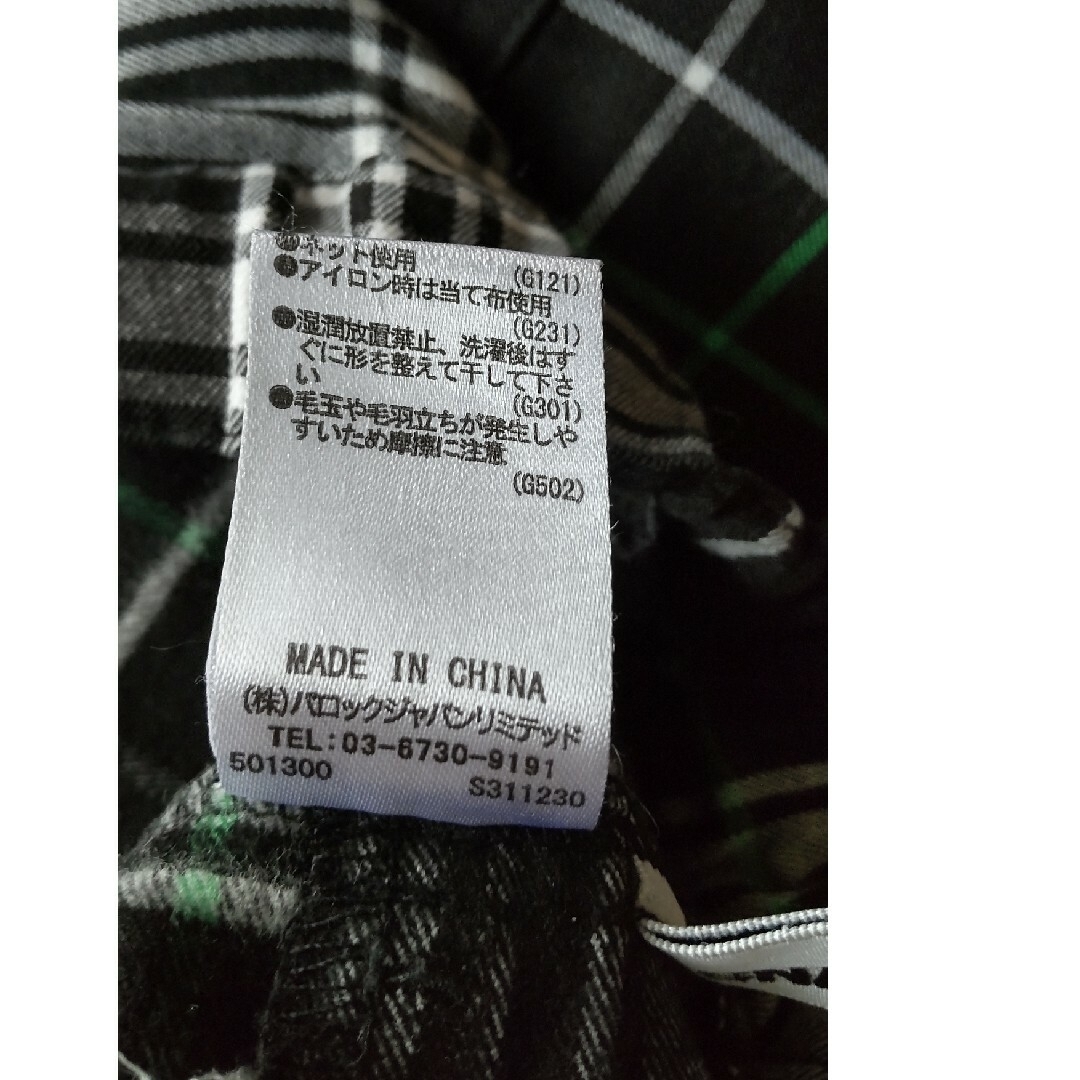 ●ネット使用
(G121)
●アイロン時は当て布使用
(G231)
●湿潤放置禁止、洗濯後はす
ぐに形を整えて干して下さ
い
(G301)
●毛玉や毛羽立ちが発生しや
すいため摩擦に注意
(G502)
MADE IN CHINA
(株)バロックジャパンリミテッド
TEL:03-6730-9191
501300
S311230